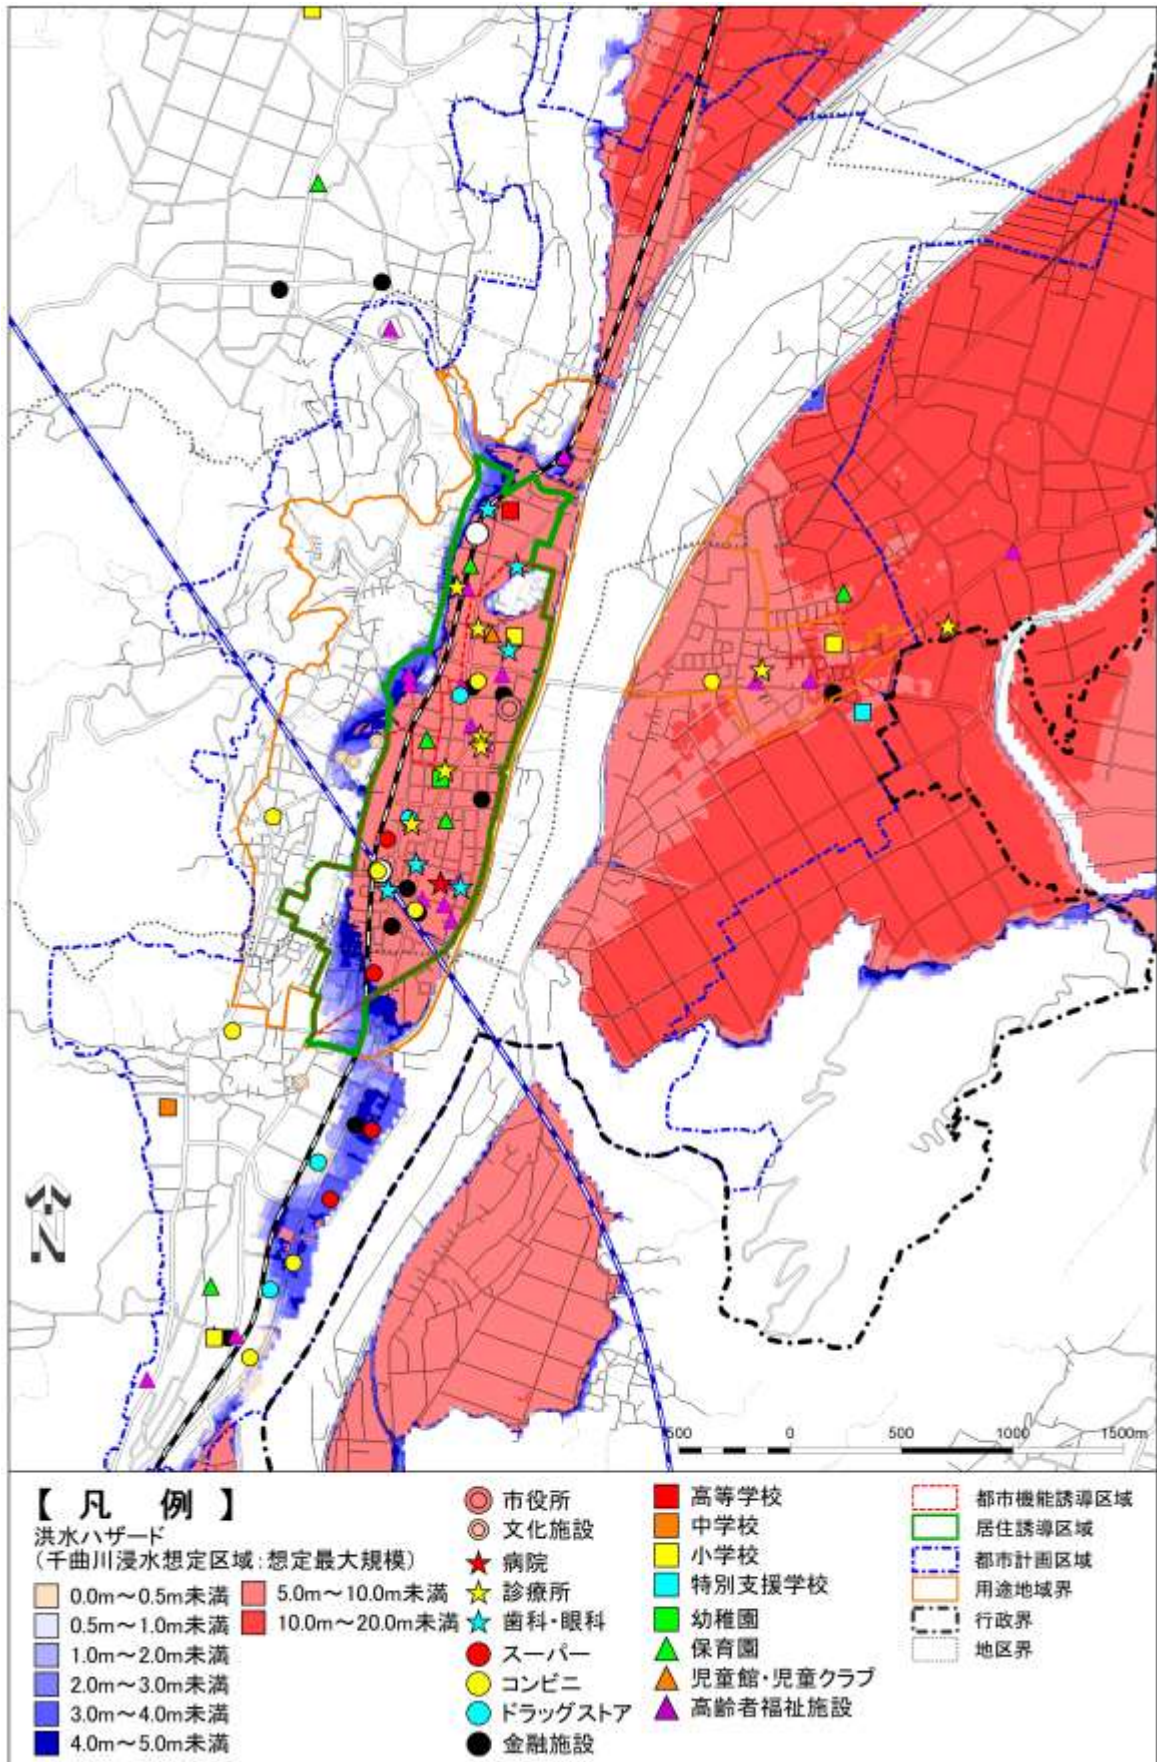 500 0 500 1000 1500m
【 凡 例 】
洪水ハザード
(千曲川浸水想定区域:想定最大規模)
0.0m～0.5m未満
0.5m～1.0m未満
1.0m～2.0m未満
2.0m～3.0m未満
3.0m～4.0m未満
4.0m～5.0m未満
5.0m～10.0m未満
10.0m～20.0m未満
市役所
文化施設
病院
診療所
歯科・眼科
スーパー
コンビニ
ドラッグストア
金融施設
高等学校
中学校
小学校
特別支援学校
幼稚園
保育園
児童館・児童クラブ
高齢者福祉施設
都市機能誘導区域
居住誘導区域
都市計画区域
用途地域界
行政界
地区界